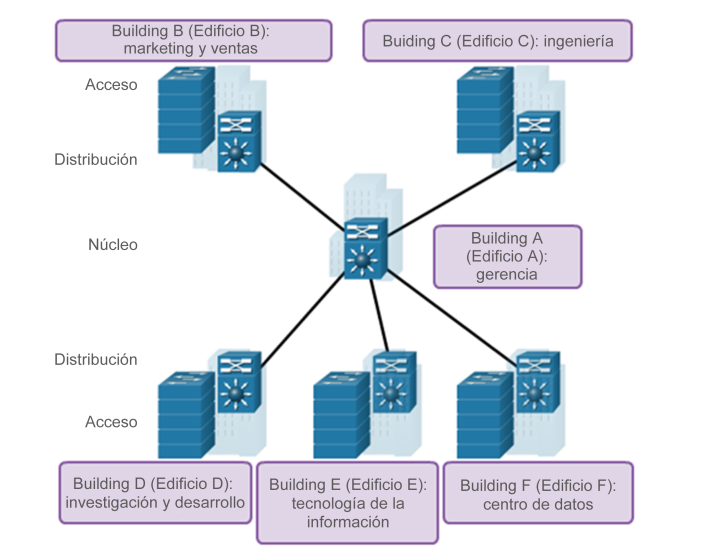 Building B (Edificio B):
marketing y ventas
Buiding C (Edificio C): ingeniería
Acceso
Distribución
Núcleo
Building A
(Edificio A):
gerencia
Distribución
Acceso
Building D (Edificio D):
investigación y desarrollo
Building E (Edificio E):
tecnología de la
información
Building F (Edificio F):
centro de datos